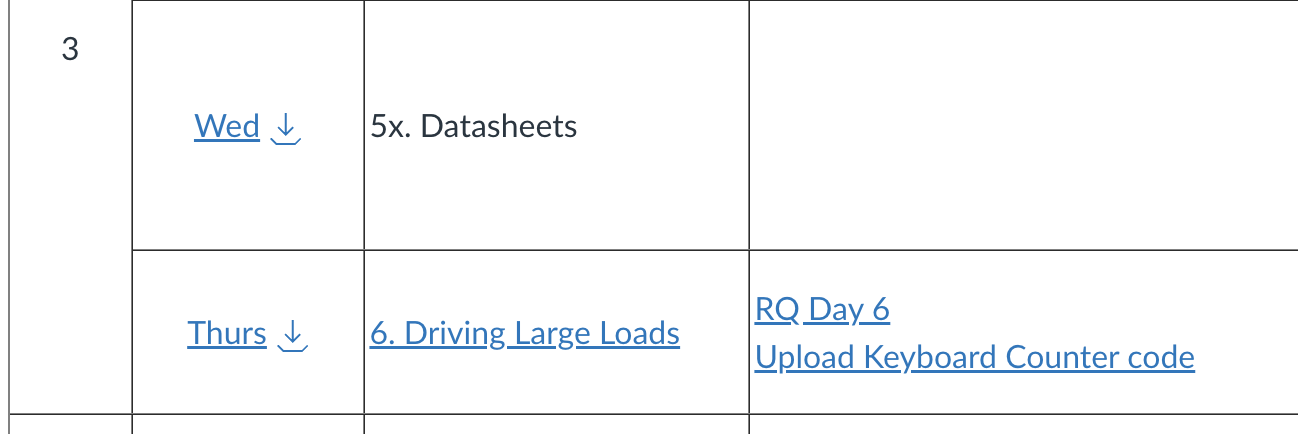 3
Wed
5x. Datasheets
Thurs
6. Driving Large Loads
RQ Day 6
Upload Keyboard Counter code